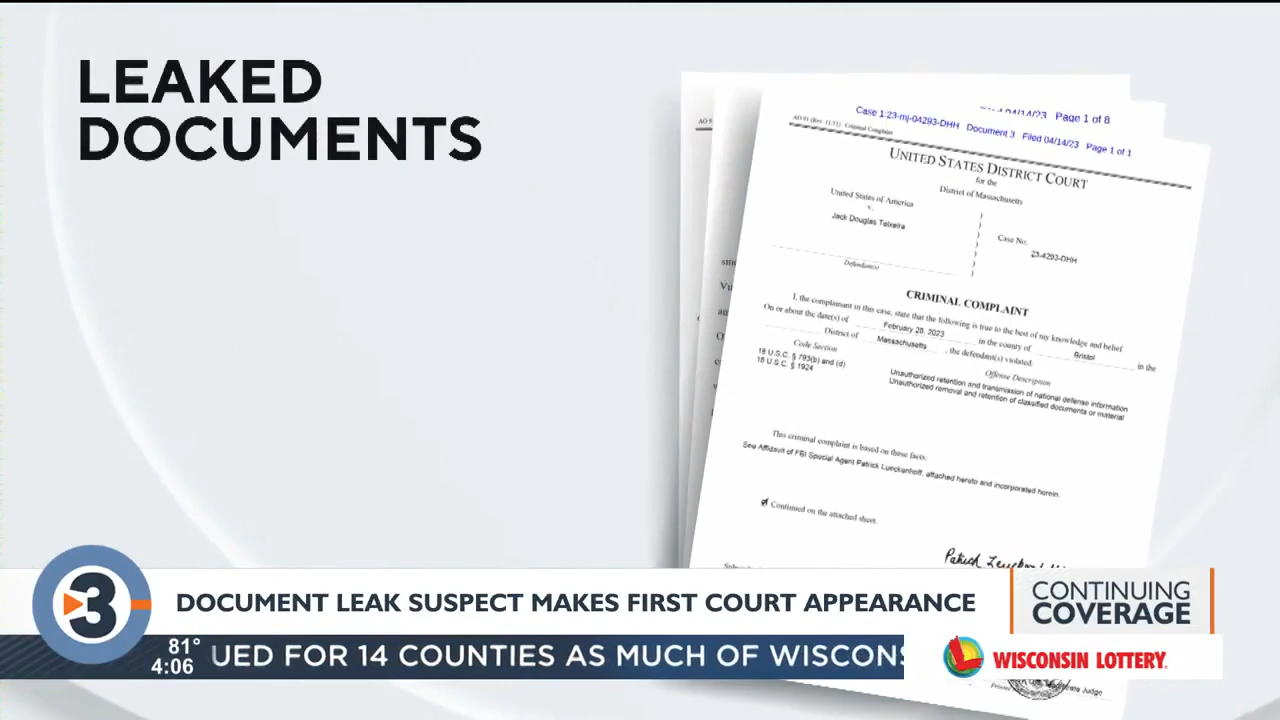 LEAKED
DOCUMENTS
Page 1 of 8
Case 1:23-mj-04293-DHH Document 3 Filed 04/14/23 Page 1 of 1
AO 91 (Rev. 11/11) Criminal Complaint
UNITED STATES DISTRICT COURT
for the
District of Massachusetts
United States of America
v.
Jack Douglas Teixeira
Case No.
23-4293-DHH
Defendant(s)
CRIMINAL COMPLAINT
I, the complainant in this case, state that the following is true to the best of my knowledge and belief
On or about the date(s) of February 28, 2023 in the county of Bristol in the
District of Massachusetts , the defendant(s) violated:
Code Section Offense Description
18 U.S.C. § 793(b) and (d) Unauthorized retention and transmission of national defense information
18 U.S.C. § 1924 Unauthorized removal and retention of classified documents or material
This criminal complaint is based on these facts:
See Affidavit of FBI Special Agent Patrick Lueckenhoff, attached hereto and incorporated herein.
Continued on the attached sheet.
3
DOCUMENT LEAK SUSPECT MAKES FIRST COURT APPEARANCE
CONTINUING
COVERAGE
81°
4:06
UED FOR 14 COUNTIES AS MUCH OF WISCONS
WISCONSIN LOTTERY
Judge